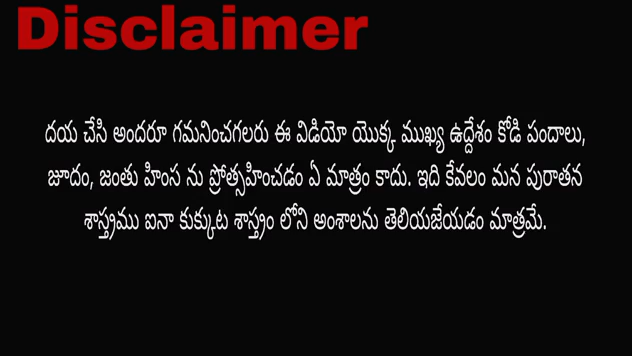 Disclaimer
దయ చేసి అందరూ గమనించగలరు ఈ విడియో యొక్క ముఖ్య ఉద్దేశం కోడి పందాలు,
జూదం, జంతు హింస ను ప్రోత్సహించడం ఏ మాత్రం కాదు. ఇది కేవలం మన పురాతన
శాస్త్రము ఐనా కుక్కుట శాస్త్రం లోని అంశాలను తెలియజేయడం మాత్రమే.